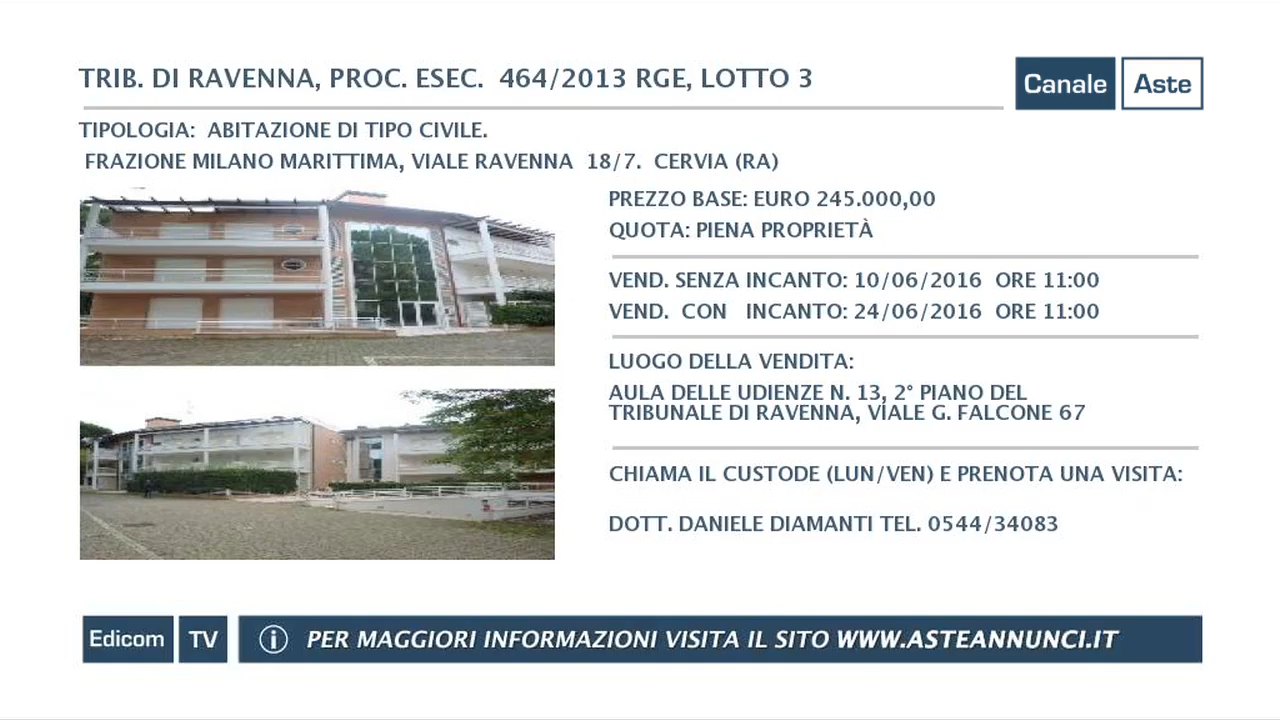 TRIB. DI RAVENNA, PROC. ESEC.  464/2013 RGE, LOTTO 3
Canale Aste
TIPOLOGIA:  ABITAZIONE DI TIPO CIVILE.
FRAZIONE MILANO MARITTIMA, VIALE RAVENNA  18/7.  CERVIA (RA)
PREZZO BASE: EURO 245.000,00
QUOTA: PIENA PROPRIETÀ
VEND. SENZA INCANTO: 10/06/2016  ORE 11:00
VEND.  CON   INCANTO: 24/06/2016  ORE 11:00
LUOGO DELLA VENDITA:
AULA DELLE UDIENZE N. 13, 2° PIANO DEL
TRIBUNALE DI RAVENNA, VIALE G. FALCONE 67
CHIAMA IL CUSTODE (LUN/VEN) E PRENOTA UNA VISITA:
DOTT. DANIELE DIAMANTI TEL. 0544/34083
Edicom TV
PER MAGGIORI INFORMAZIONI VISITA IL SITO WWW.ASTEANNUNCI.IT